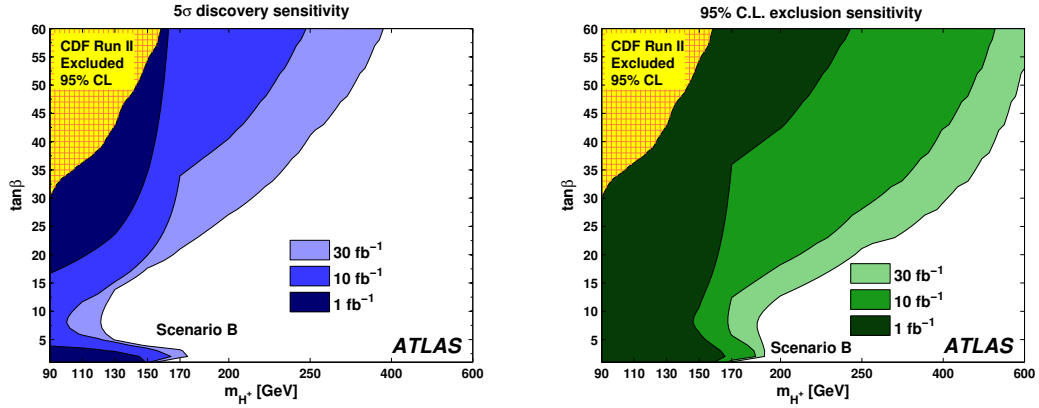 5σ discovery sensitivity
60
55
50
45
40
35
30
25
20
15
10
5
tanβ
CDF Run II
Excluded
95% CL
30 fb⁻¹
10 fb⁻¹
1 fb⁻¹
Scenario B
ATLAS
90 110 130 150 170 200 250 400 600
m_H⁺ [GeV]
95% C.L. exclusion sensitivity
60
55
50
45
40
35
30
25
20
15
10
5
tanβ
CDF Run II
Excluded
95% CL
30 fb⁻¹
10 fb⁻¹
1 fb⁻¹
Scenario B
ATLAS
90 110 130 150 170 200 250 400 600
m_H⁺ [GeV]